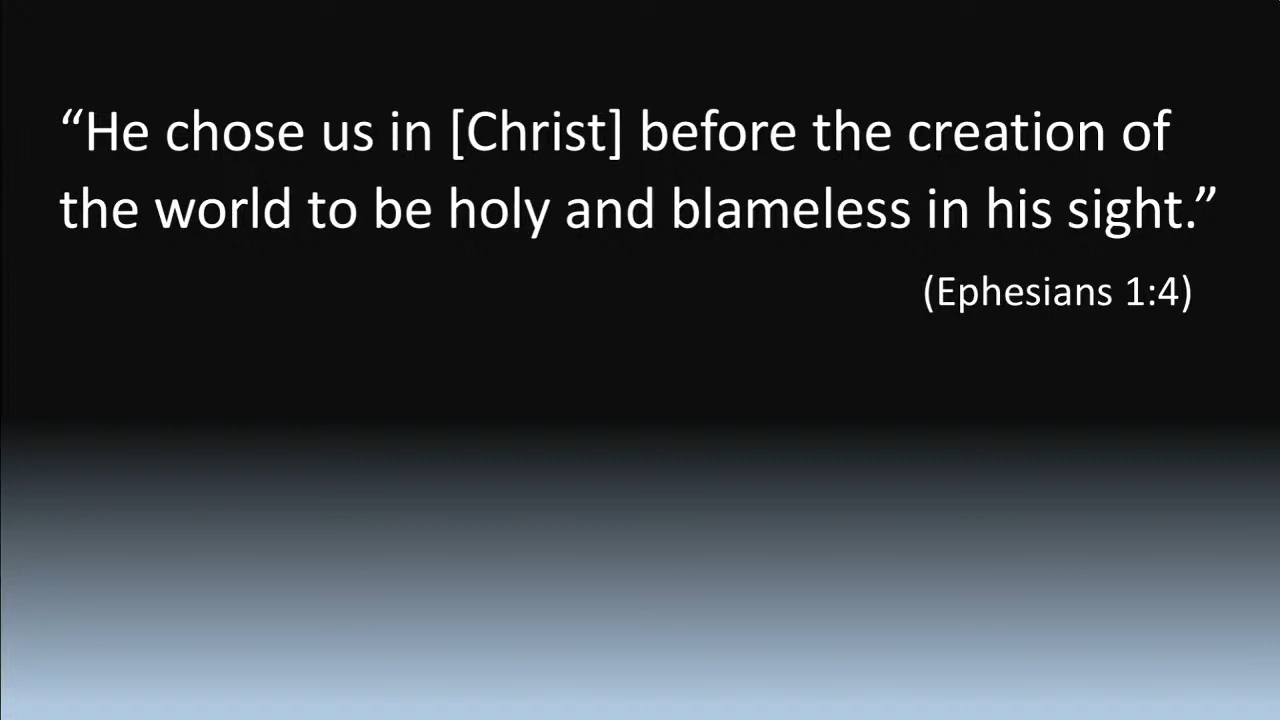 “He chose us in [Christ] before the creation of
the world to be holy and blameless in his sight.”
(Ephesians 1:4)